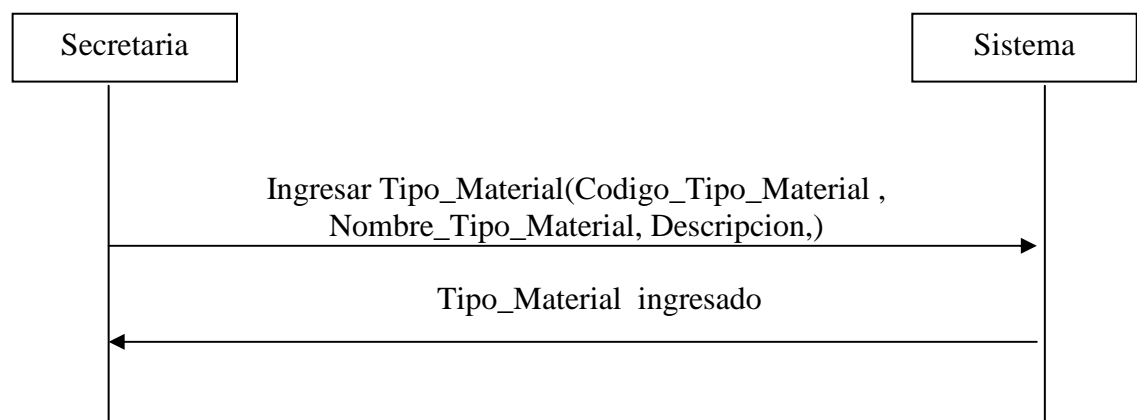 Secretaria
Sistema
Ingresar Tipo_Material(Codigo_Tipo_Material ,
Nombre_Tipo_Material, Descripcion,)
Tipo_Material ingresado